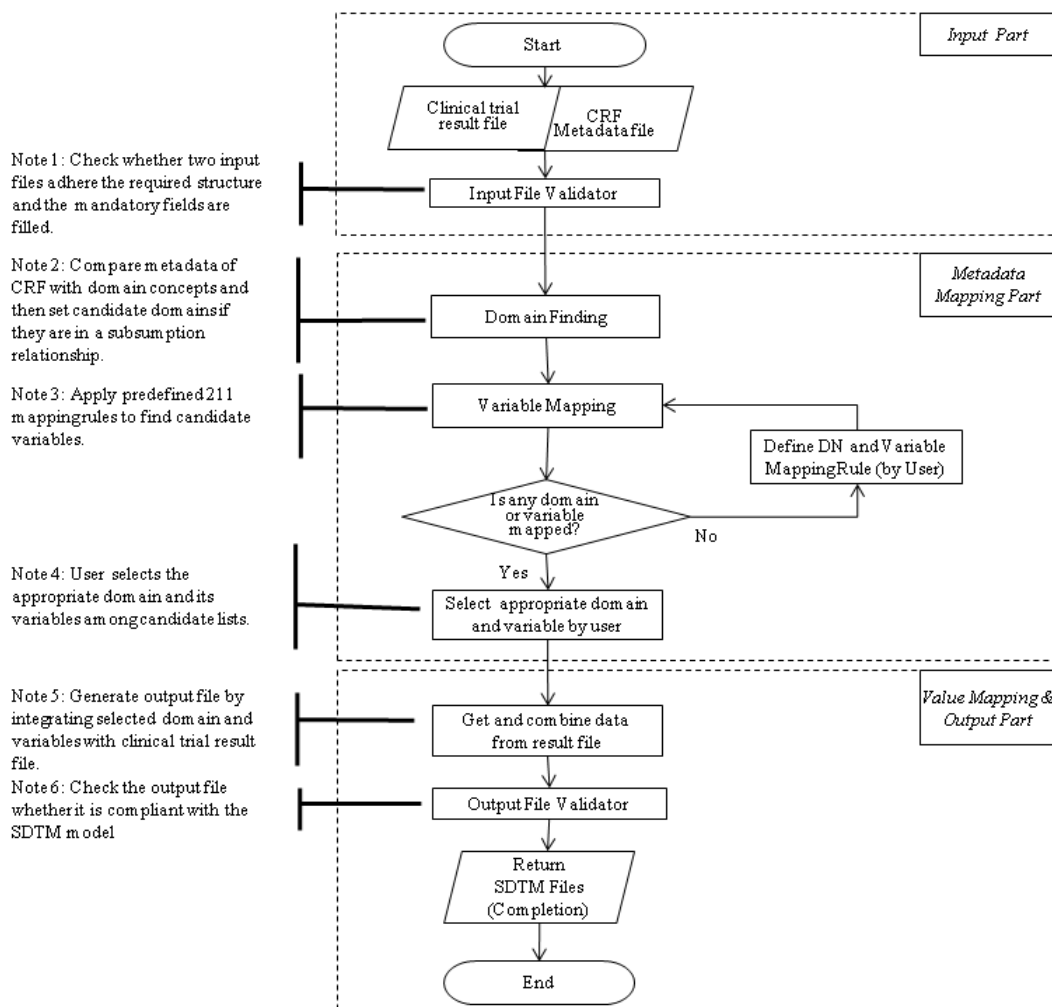 Input Part
Start
Clinical trial
result file
CRF
Metadata file
Note 1: Check whether two input
files adhere the required structure
and the mandatory fields are
filled.
Input File Validator
Note 2: Compare metadata of
CRF with domain concepts and
then set candidate domains if
they are in a subsumption
relationship.
Metadata
Mapping Part
Domain Finding
Note 3: Apply predefined 211
mapping rules to find candidate
variables.
Variable Mapping
Define DN and Variable
Mapping Rule (by User)
Is any domain
or variable
mapped?
No
Yes
Note 4: User selects the
appropriate domain and its
variables among candidate lists.
Select appropriate domain
and variable by user
Value Mapping &
Output Part
Note 5: Generate output file by
integrating selected domain and
variables with clinical trial result
file.
Get and combine data
from result file
Note 6: Check the output file
whether it is compliant with the
SDTM model
Output File Validator
Return
SDTM Files
(Completion)
End